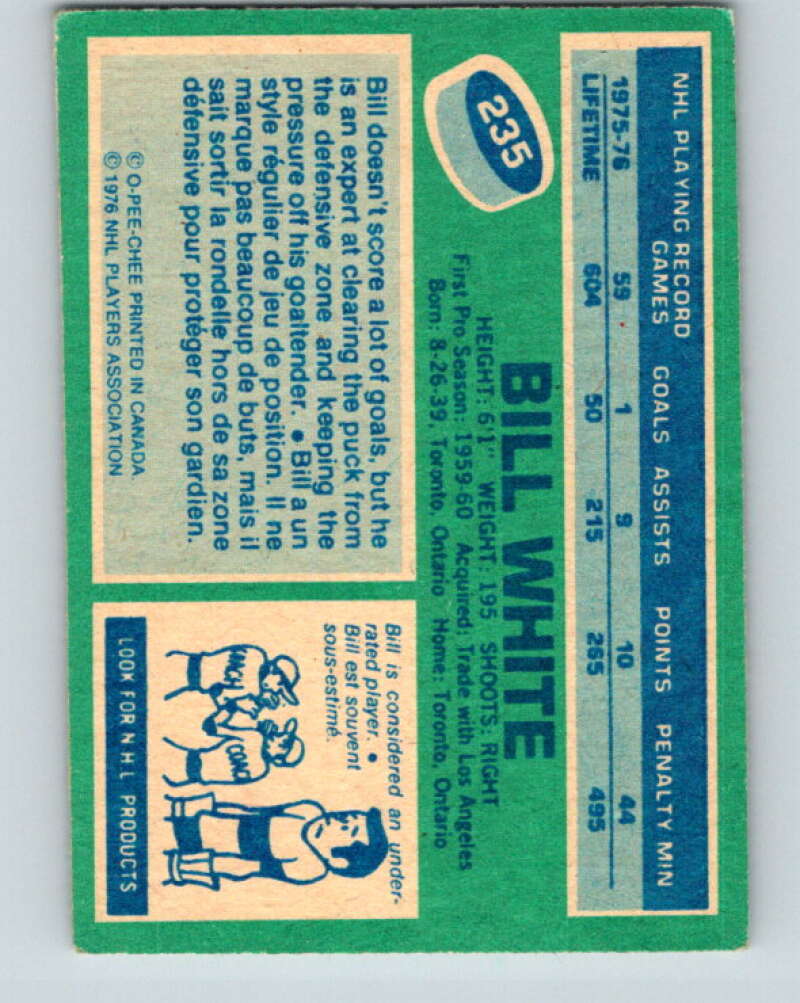 NHL PLAYING RECORD
GAMES GOALS ASSISTS POINTS PENALTY MIN
1975-76 59 1 9 10 44
LIFETIME 604 50 215 265 495
235
BILL WHITE
HEIGHT: 6'1" WEIGHT: 195 SHOOTS: RIGHT
First Pro Season: 1959-60 Acquired: Trade with Los Angeles
Born: 8-26-39, Toronto, Ontario Home: Toronto, Ontario
Bill doesn't score a lot of goals, but he
is an expert at clearing the puck from
the defensive zone and keeping the
pressure off his goaltender. • Bill a un
style régulier de jeu de position. Il ne
marque pas beaucoup de buts, mais il
sait sortir la rondelle hors de sa zone
défensive pour protéger son gardien.
© O-PEE-CHEE PRINTED IN CANADA.
© 1976 NHL PLAYERS ASSOCIATION
Bill is considered an under-
rated player. •
Bill est souvent
sous-estimé.
COAC
LOOK FOR N H L PRODUCTS